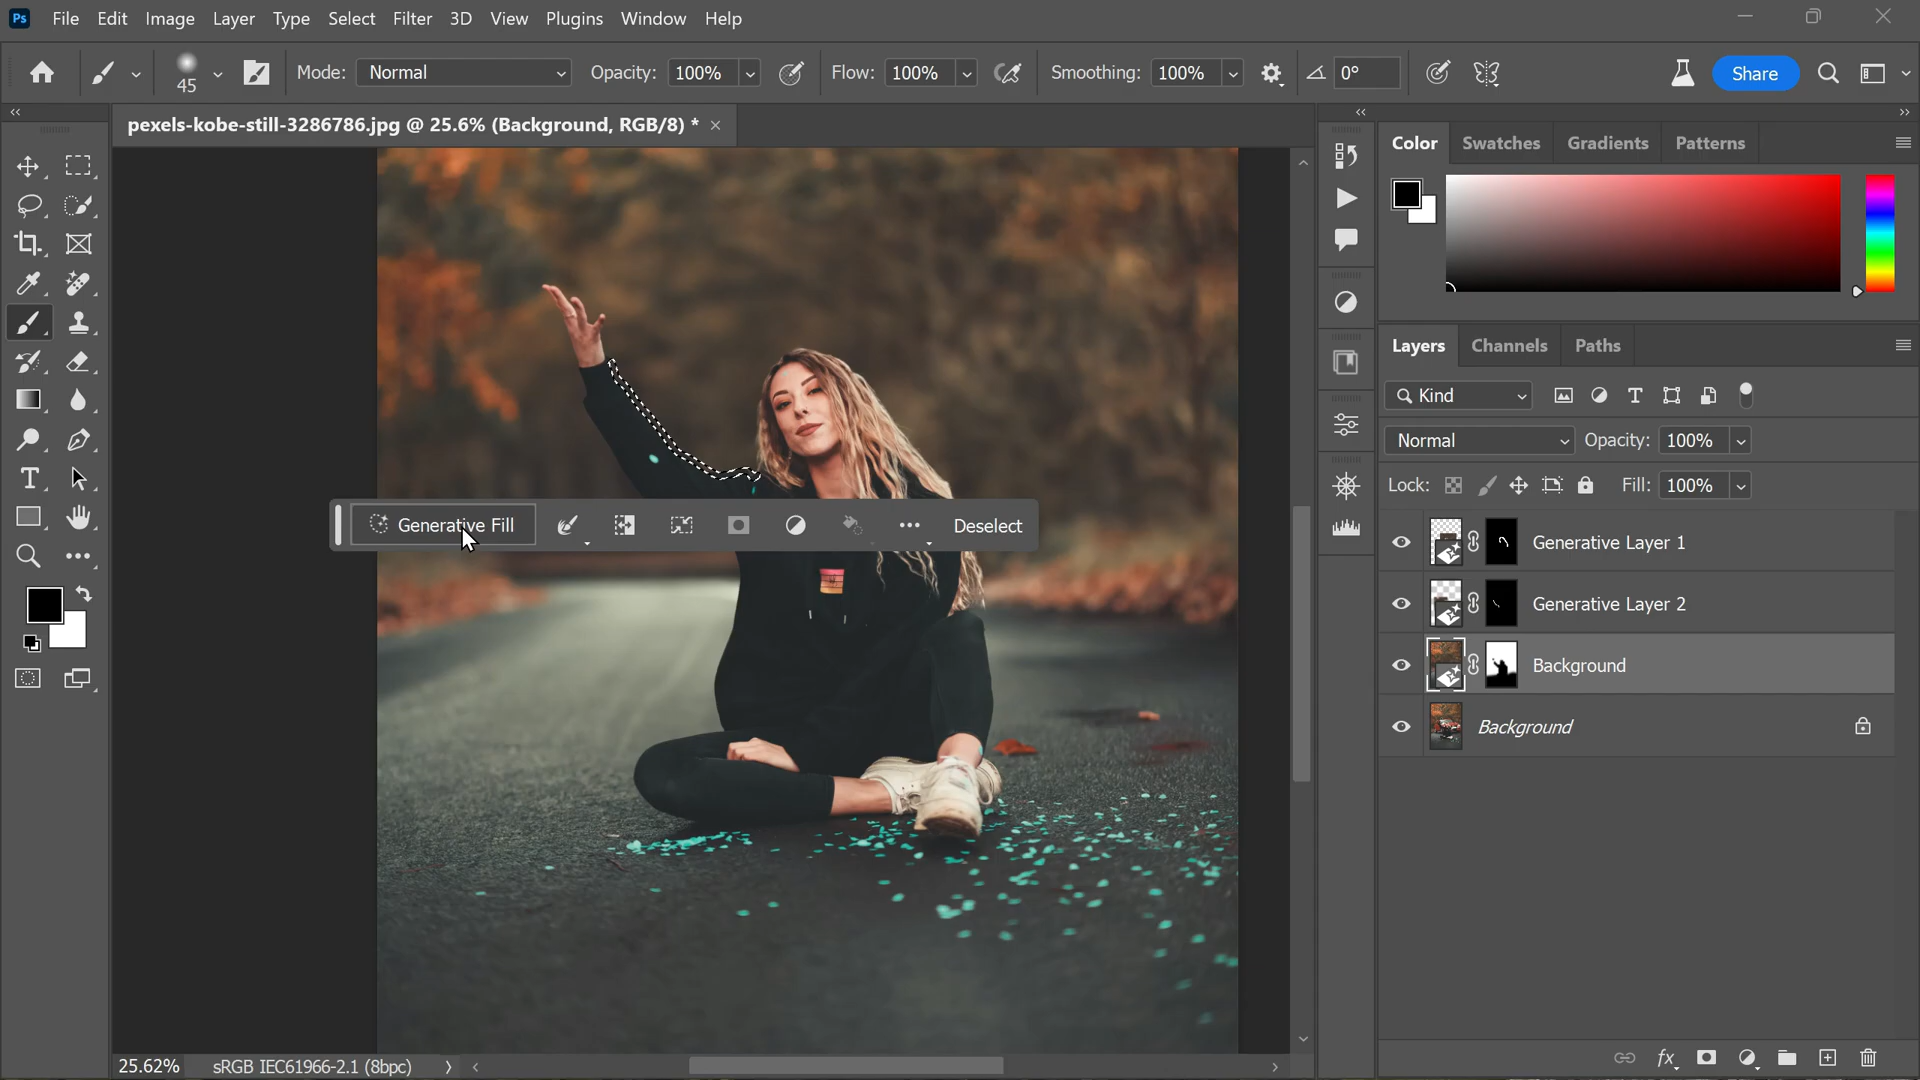 Ps File Edit Image Layer Type Select Filter 3D View Plugins Window Help
45 Mode: Normal Opacity: 100% Flow: 100% Smoothing: 100% 0° Share
pexels-kobe-still-3286786.jpg @ 25.6% (Background, RGB/8) *
Color Swatches Gradients Patterns
Layers Channels Paths
Kind
Normal Opacity: 100%
Lock: Fill: 100%
Generative Fill Deselect
Generative Layer 1
Generative Layer 2
Background
Background
25.62% sRGB IEC61966-2.1 (8bpc)